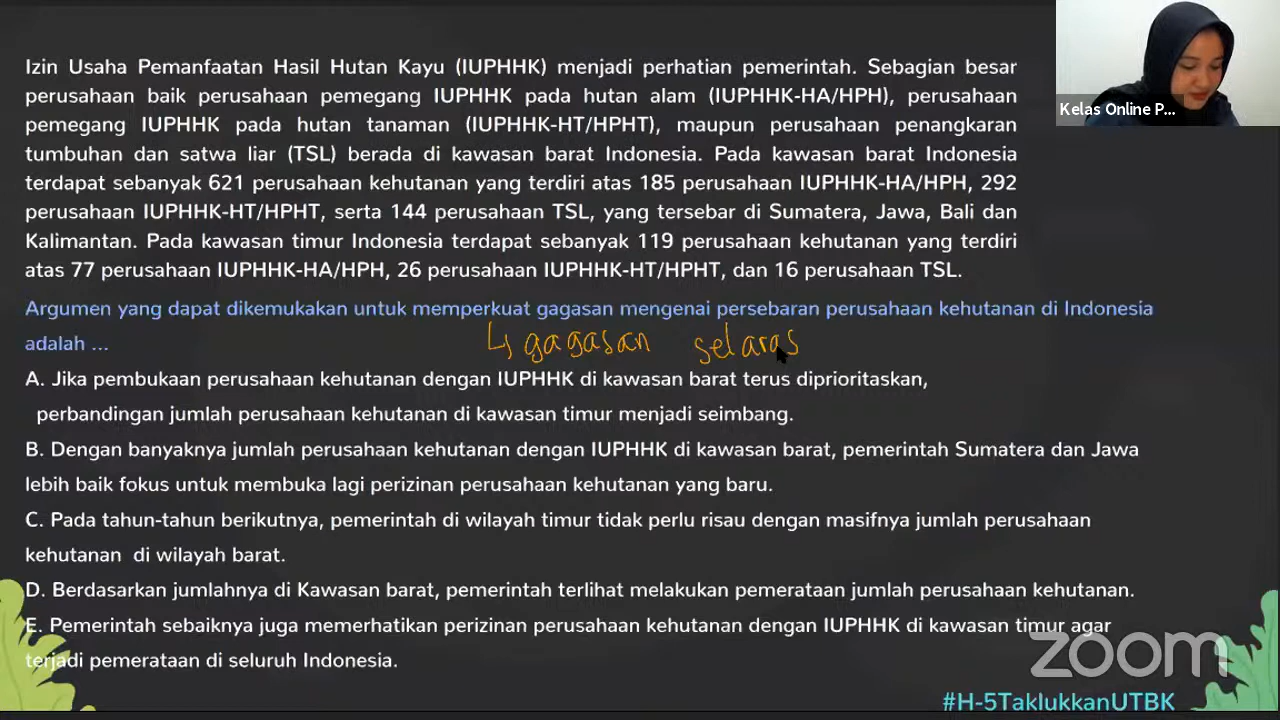 Izin Usaha Pemanfaatan Hasil Hutan Kayu (IUPHHK) menjadi perhatian pemerintah. Sebagian besar
perusahaan baik perusahaan pemegang IUPHHK pada hutan alam (IUPHHK-HA/HPH), perusahaan
pemegang IUPHHK pada hutan tanaman (IUPHHK-HT/HPHT), maupun perusahaan penangkaran
tumbuhan dan satwa liar (TSL) berada di kawasan barat Indonesia. Pada kawasan barat Indonesia
terdapat sebanyak 621 perusahaan kehutanan yang terdiri atas 185 perusahaan IUPHHK-HA/HPH, 292
perusahaan IUPHHK-HT/HPHT, serta 144 perusahaan TSL, yang tersebar di Sumatera, Jawa, Bali dan
Kalimantan. Pada kawasan timur Indonesia terdapat sebanyak 119 perusahaan kehutanan yang terdiri
atas 77 perusahaan IUPHHK-HA/HPH, 26 perusahaan IUPHHK-HT/HPHT, dan 16 perusahaan TSL.
Kelas Online P...
Argumen yang dapat dikemukakan untuk memperkuat gagasan mengenai persebaran perusahaan kehutanan di Indonesia
adalah ...
↳ gagasan selaras
A. Jika pembukaan perusahaan kehutanan dengan IUPHHK di kawasan barat terus diprioritaskan,
perbandingan jumlah perusahaan kehutanan di kawasan timur menjadi seimbang.
B. Dengan banyaknya jumlah perusahaan kehutanan dengan IUPHHK di kawasan barat, pemerintah Sumatera dan Jawa
lebih baik fokus untuk membuka lagi perizinan perusahaan kehutanan yang baru.
C. Pada tahun-tahun berikutnya, pemerintah di wilayah timur tidak perlu risau dengan masifnya jumlah perusahaan
kehutanan di wilayah barat.
D. Berdasarkan jumlahnya di Kawasan barat, pemerintah terlihat melakukan pemerataan jumlah perusahaan kehutanan.
E. Pemerintah sebaiknya juga memerhatikan perizinan perusahaan kehutanan dengan IUPHHK di kawasan timur agar
terjadi pemerataan di seluruh Indonesia.
zoom
#H-5TaklukkanUTBK